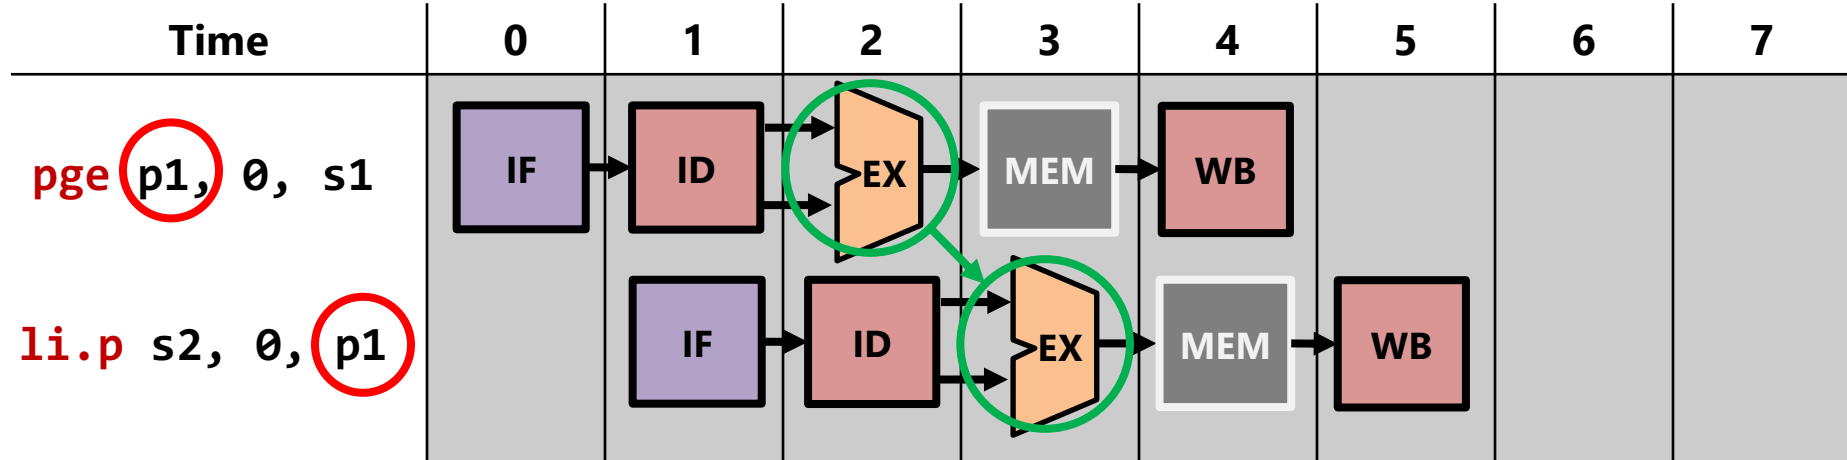 Time 0 1 2 3 4 5 6 7
pge p1, 0, s1 IF ID EX MEM WB
li.p s2, 0, p1 IF ID EX MEM WB